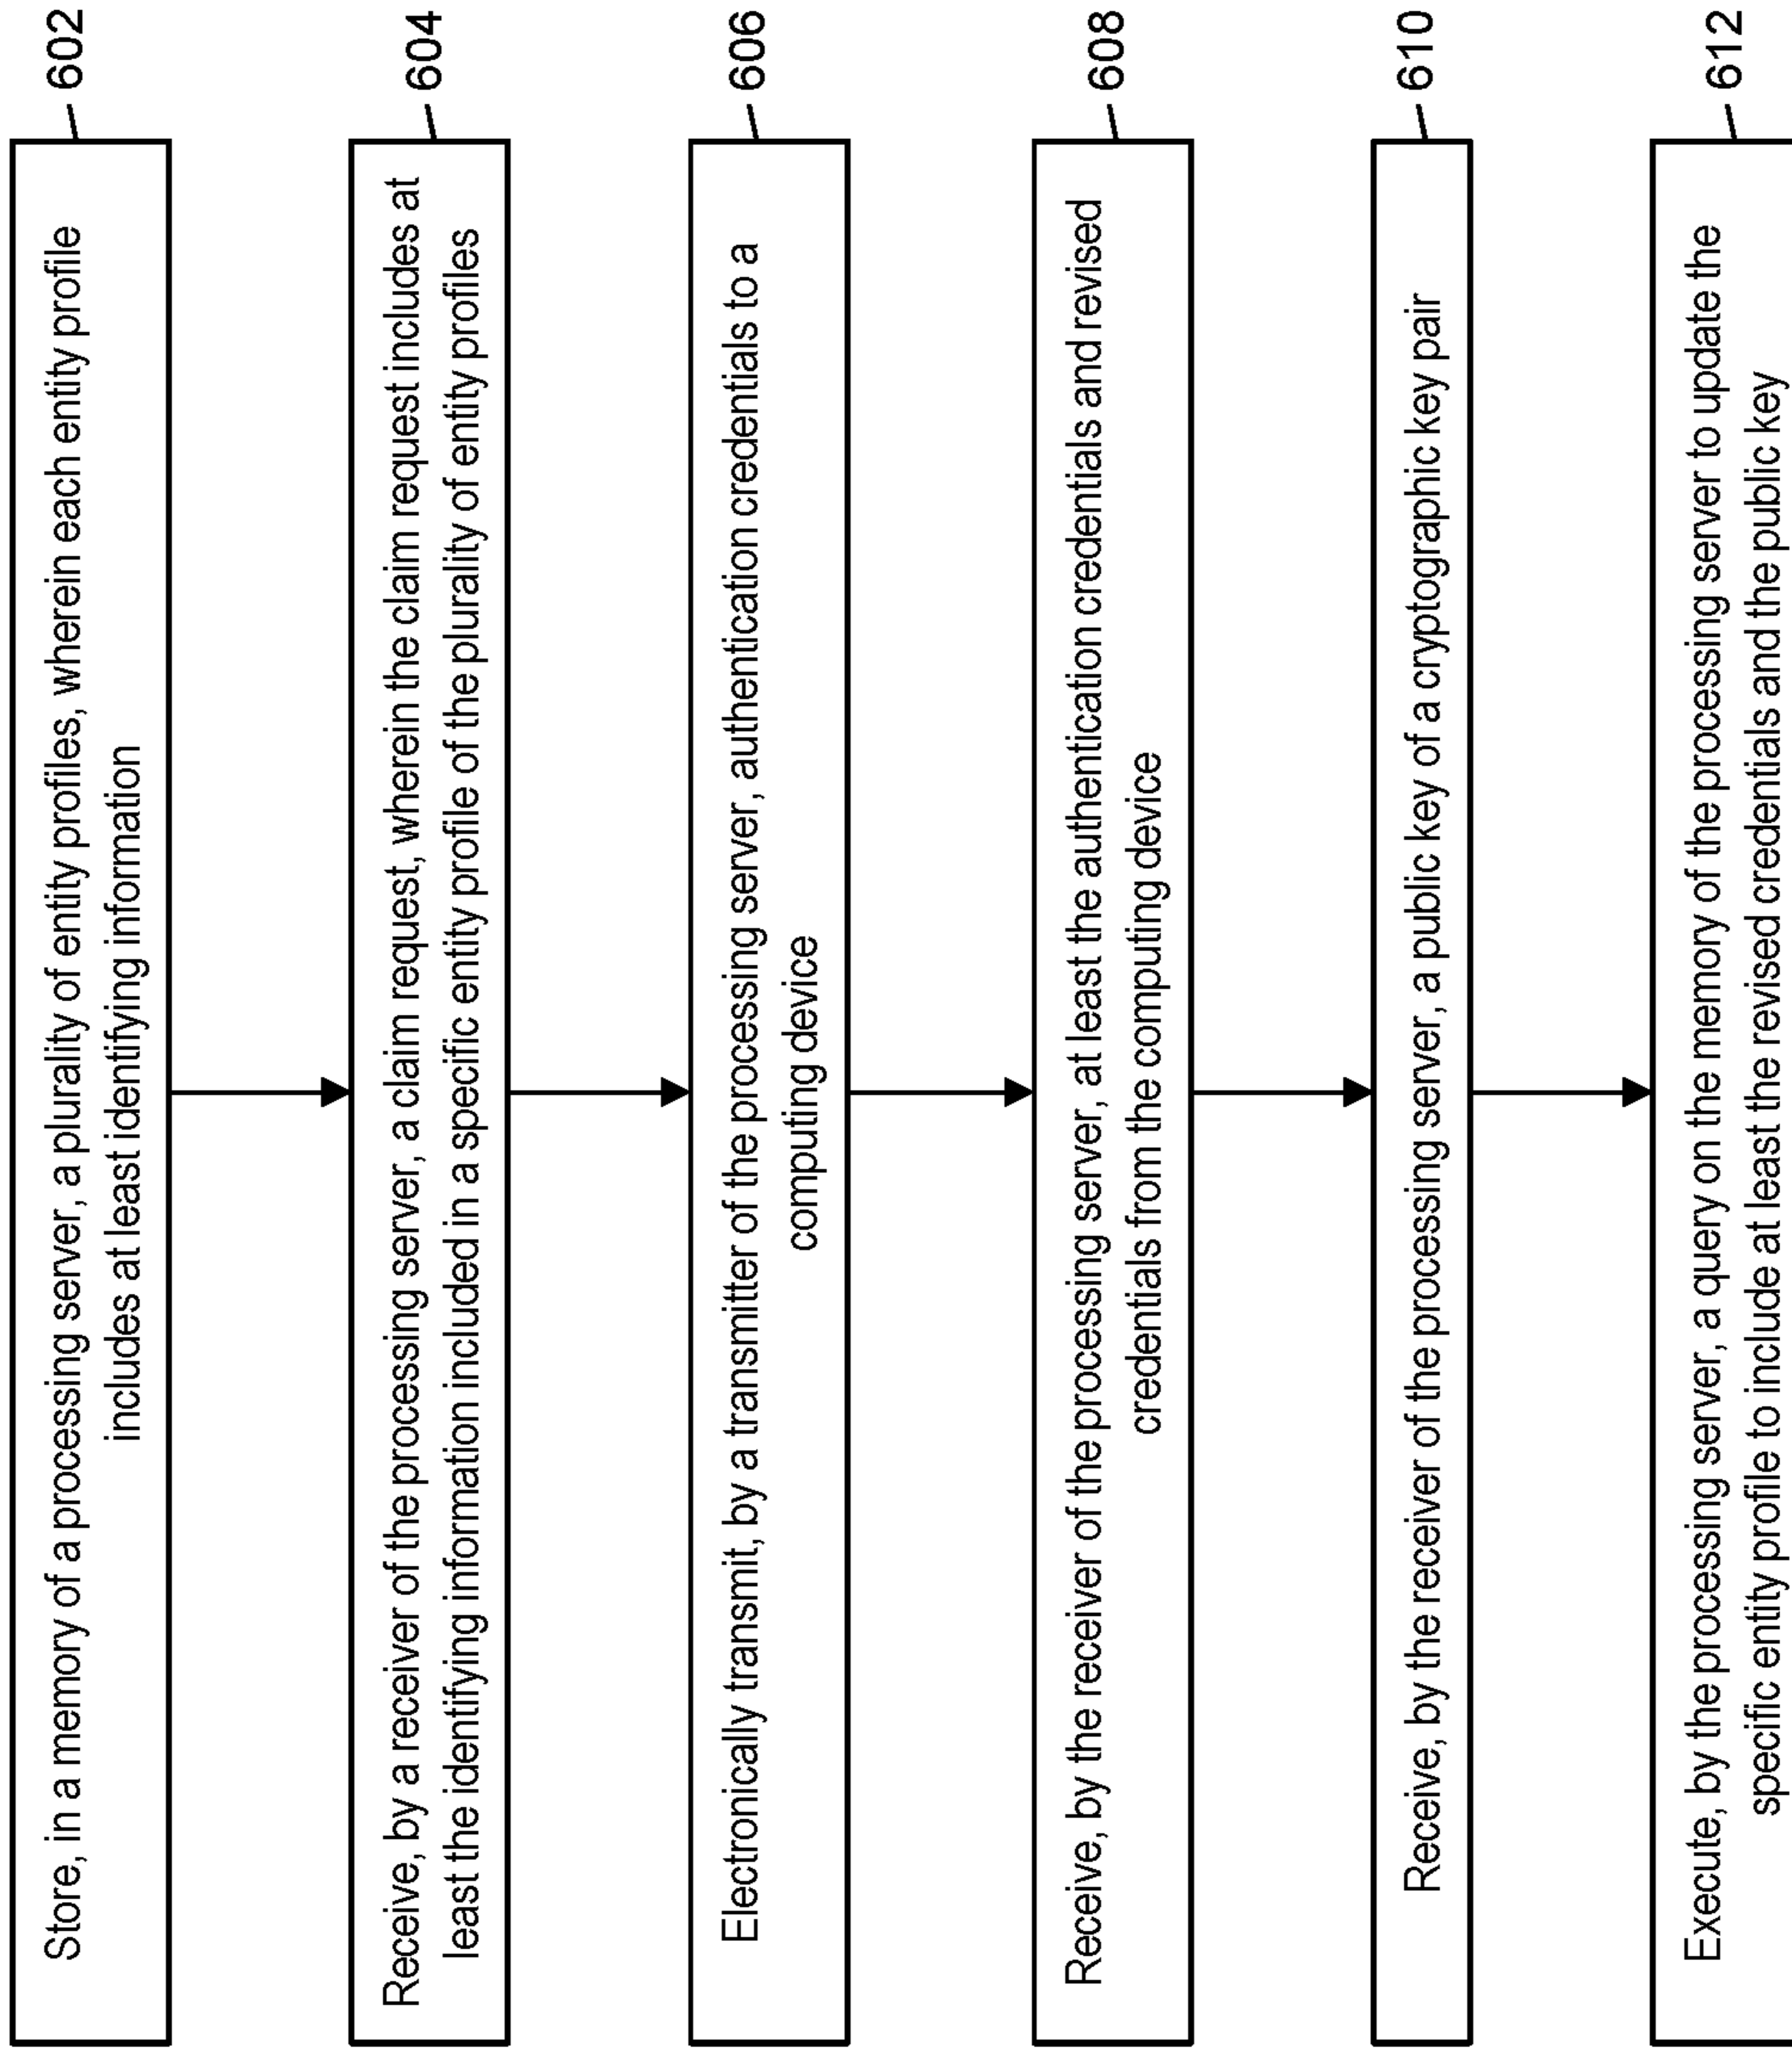 Store, in a memory of a processing server, a plurality of entity profiles, wherein each entity profile
includes at least identifying information
602
Receive, by a receiver of the processing server, a claim request, wherein the claim request includes at
least the identifying information included in a specific entity profile of the plurality of entity profiles
604
Electronically transmit, by a transmitter of the processing server, authentication credentials to a
computing device
606
Receive, by the receiver of the processing server, at least the authentication credentials and revised
credentials from the computing device
608
Receive, by the receiver of the processing server, a public key of a cryptographic key pair
610
Execute, by the processing server, a query on the memory of the processing server to update the
specific entity profile to include at least the revised credentials and the public key
612